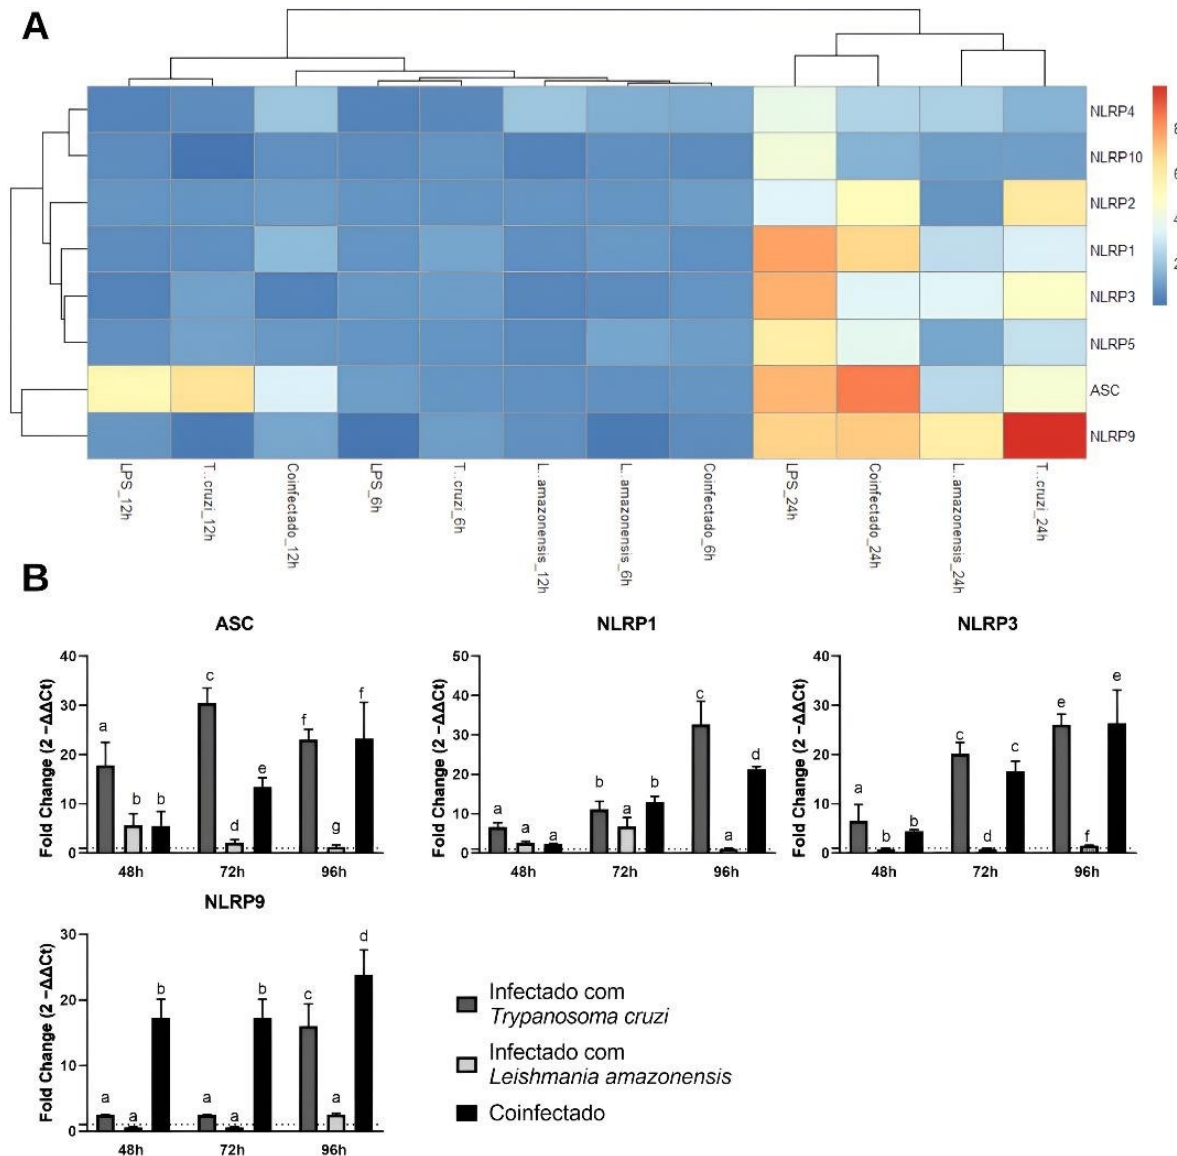 A
NLRP4
NLRP10
NLRP2
NLRP1
NLRP3
NLRP5
ASC
NLRP9
8
6
4
2
LPS_12h
T..cruzi_12h
Coinfectado_12h
LPS_6h
T..cruzi_6h
L..amazonensis_12h
L..amazonensis_6h
Coinfectado_6h
LPS_24h
Coinfectado_24h
L..amazonensis_24h
T..cruzi_24h
B
ASC
Fold Change (2 −ΔΔCt)
40
30
20
10
0
a
b
b
c
d
e
f
g
f
48h
72h
96h
NLRP1
Fold Change (2 −ΔΔCt)
50
40
30
20
10
0
a
a
a
b
a
b
c
a
d
48h
72h
96h
NLRP3
Fold Change (2 −ΔΔCt)
40
30
20
10
0
a
b
b
c
d
c
e
f
e
48h
72h
96h
NLRP9
Fold Change (2 −ΔΔCt)
30
20
10
0
a
a
b
a
a
b
c
a
d
48h
72h
96h
Infectado com
Trypanosoma cruzi
Infectado com
Leishmania amazonensis
Coinfectado